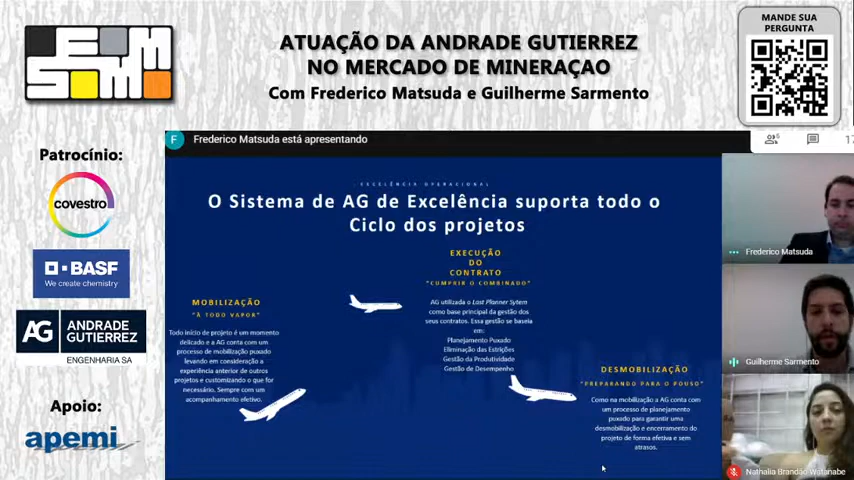 SEMM
ATUAÇÃO DA ANDRADE GUTIERREZ
NO MERCADO DE MINERAÇAO
Com Frederico Matsuda e Guilherme Sarmento
MANDE SUA
PERGUNTA
Patrocínio:
covestro
BASF
We create chemistry
AG
ANDRADE
GUTIERREZ
ENGENHARIA SA
Apoio:
apemi
F
Frederico Matsuda está apresentando
17
EXCELÊNCIA OPERACIONAL
O Sistema de AG de Excelência suporta todo o
Ciclo dos projetos
MOBILIZAÇÃO
"À TODO VAPOR"
Todo início de projeto é um momento
delicado e a AG conta com um
processo de mobilização puxado
levando em consideração a
experiência anterior de outros
projetos e customizando o que for
necessário. Sempre com um
acompanhamento efetivo.
EXECUÇÃO
DO
CONTRATO
"CUMPRIR O COMBINADO"
AG utilizada o Last Planner Sytem
como base principal da gestão dos
seus contratos. Essa gestão se baseia
em:
Planejamento Puxado
Eliminação das Estrições
Gestão da Produtividade
Gestão de Desempenho
DESMOBILIZAÇÃO
"PREPARANDO PARA O POUSO"
Como na mobilização a AG conta com
um processo de planejamento
puxado para garantir uma
desmobilização e encerramento do
projeto de forma efetiva e sem
atrasos.
Frederico Matsuda
Guilherme Sarmento
Nathalia Brandão Watanabe